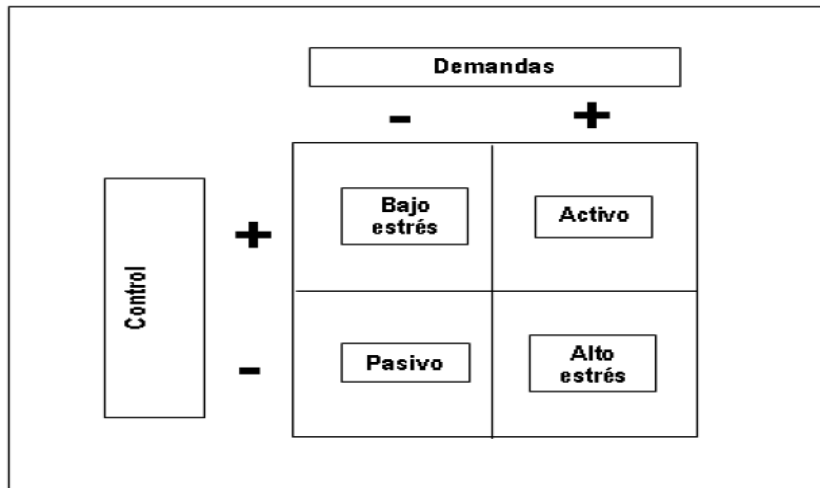 Demandas
- +
Control
+
Bajo
estrés
Activo
-
Pasivo
Alto
estrés